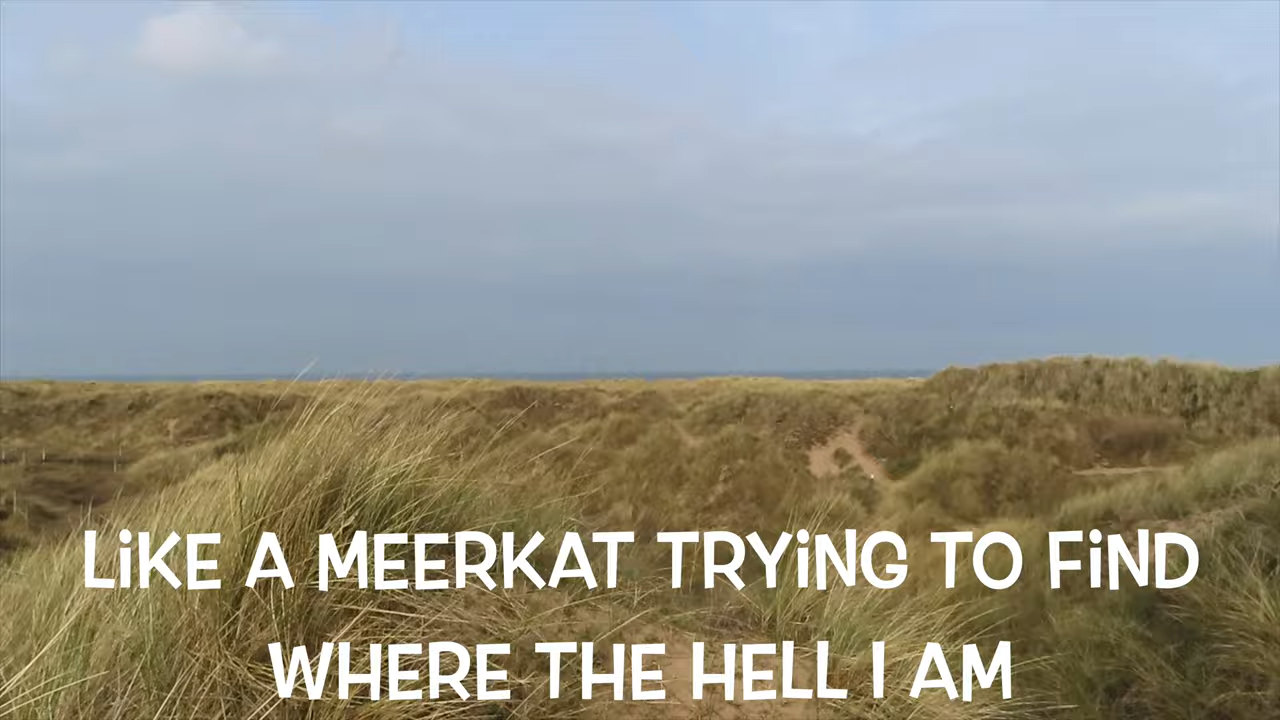 LiKE A MEERKAT TRYiNG TO FiND
WHERE THE HELL I AM